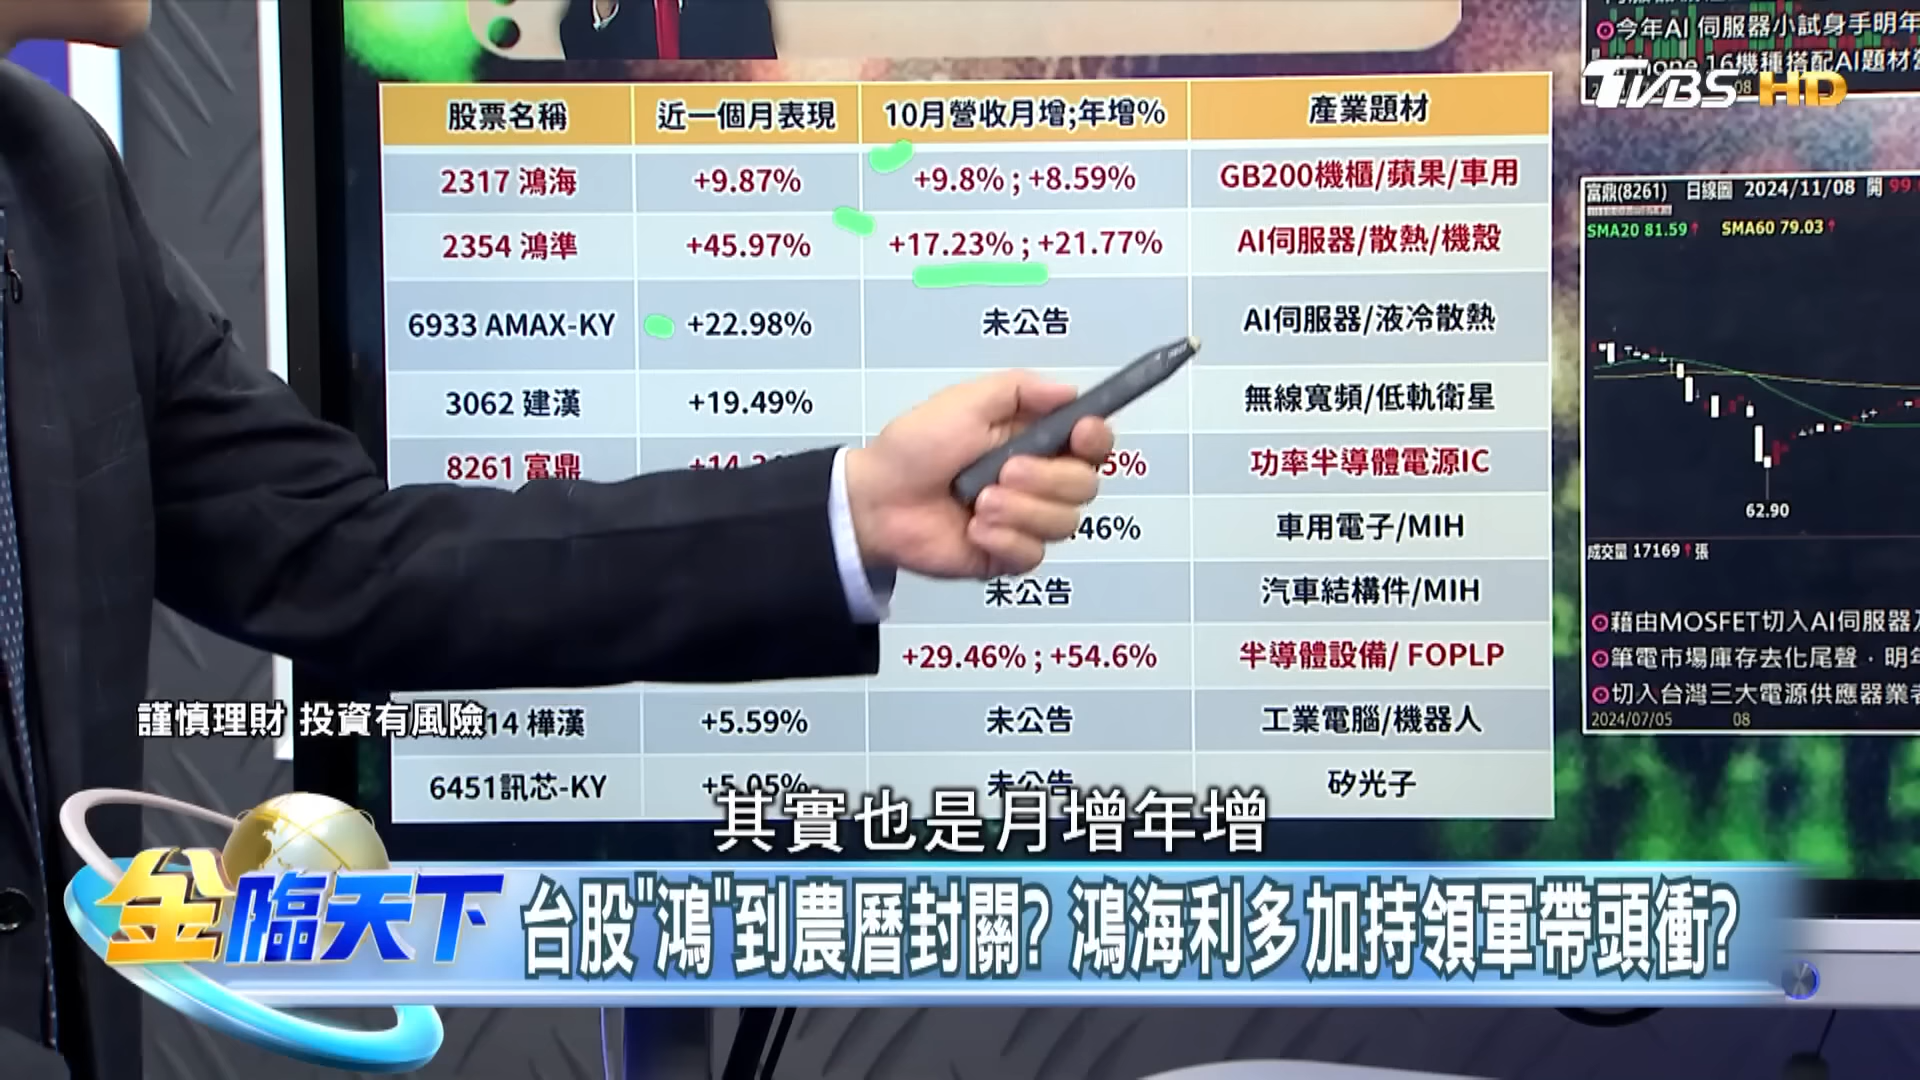 今年AI 伺服器小試身手明年
16機種搭配AI題材
TVBS HD
股票名稱 近一個月表現 10月營收月增;年增% 產業題材
2317 鴻海 +9.87% +9.8% ; +8.59% GB200機櫃/蘋果/車用
2354 鴻準 +45.97% +17.23% ; +21.77% AI伺服器/散熱/機殼
6933 AMAX-KY +22.98% 未公告 AI伺服器/液冷散熱
3062 建漢 +19.49% 無線寬頻/低軌衛星
8261 富鼎 5% 功率半導體電源IC
.46% 車用電子/MIH
未公告 汽車結構件/MIH
+29.46% ; +54.6% 半導體設備/ FOPLP
14 樺漢 +5.59% 未公告 工業電腦/機器人
6451訊芯-KY +5.05% 未公告 矽光子
富鼎(8261) 日線圖 2024/11/08 開 99.
SMA20 81.59↑ SMA60 79.03↑
62.90
成交量 17169↑張
藉由MOSFET切入AI伺服器
筆電市場庫存去化尾聲．明年
切入台灣三大電源供應器業者
2024/07/05 08
謹慎理財 投資有風險
其實也是月增年增
金臨天下
台股"鴻"到農曆封關? 鴻海利多加持領軍帶頭衝?